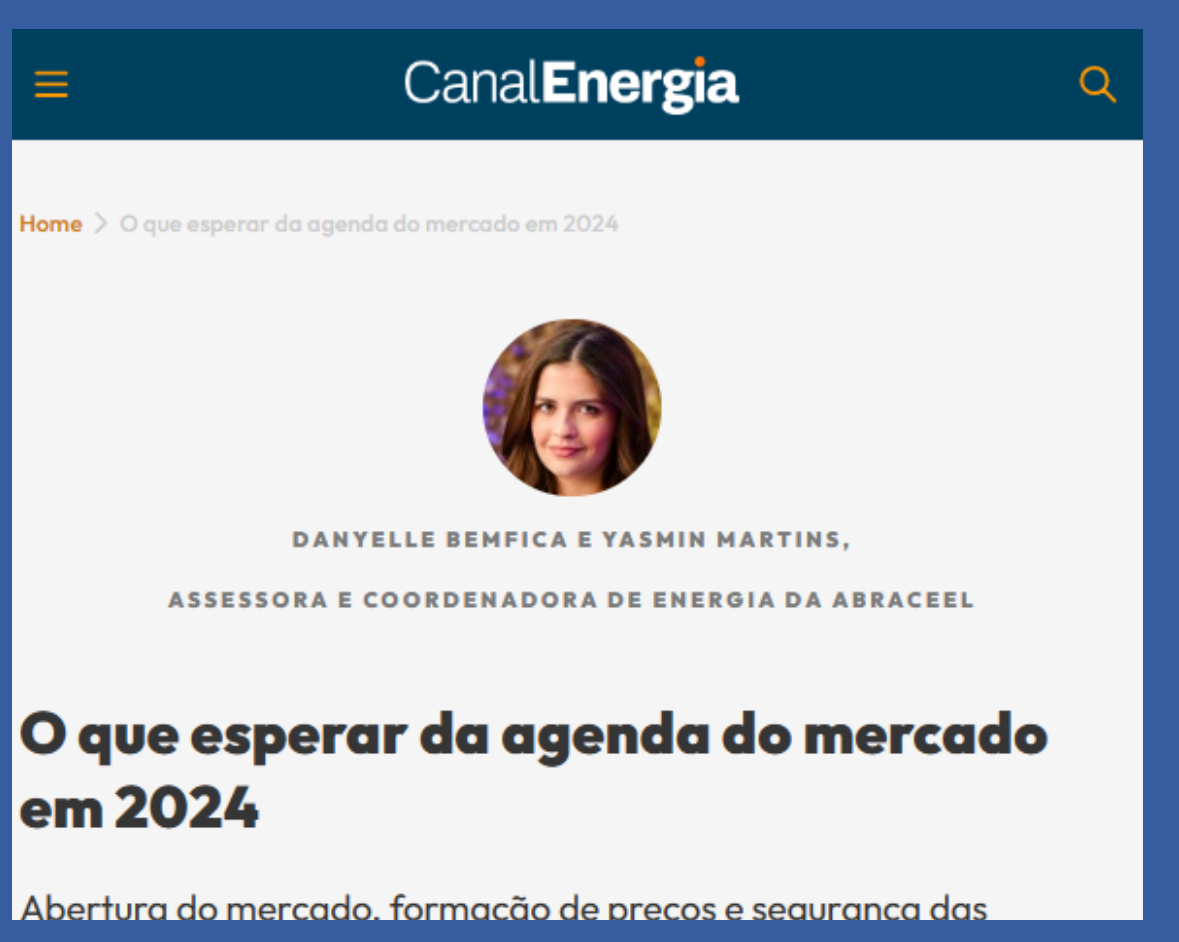 CanalEnergia
Home > O que esperar da agenda do mercado em 2024
DANYELLE BEMFICA E YASMIN MARTINS,
ASSESSORA E COORDENADORA DE ENERGIA DA ABRACEEL
O que esperar da agenda do mercado
em 2024
Abertura do mercado, formação de preços e segurança das